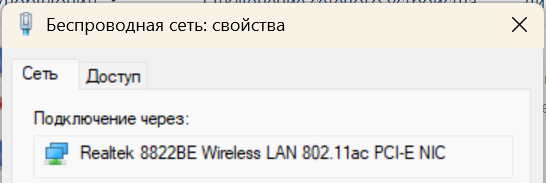 Беспроводная сеть: свойства
Сеть
Доступ
Подключение через:
Realtek 8822BE Wireless LAN 802.11ac PCI-E NIC